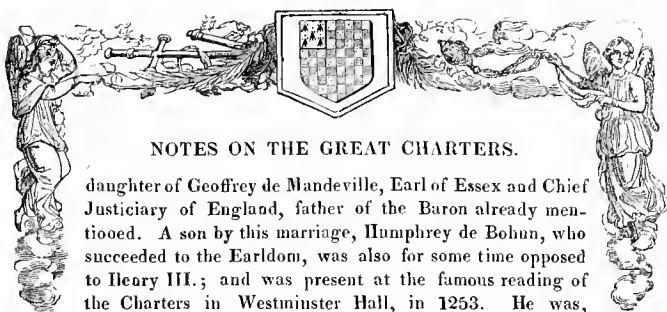 NOTES ON THE GREAT CHARTERS.
daughter of Geoffrey de Mandeville, Earl of Essex and Chief
Justiciary of England, father of the Baron already men-
tiooed. A son by this marriage, Humphrey de Bohun, who
succeeded to the Earldom, was also for some time opposed
to Henry III.; and was present at the famous reading of
the Charters in Westminster Hall, in 1253. He was,